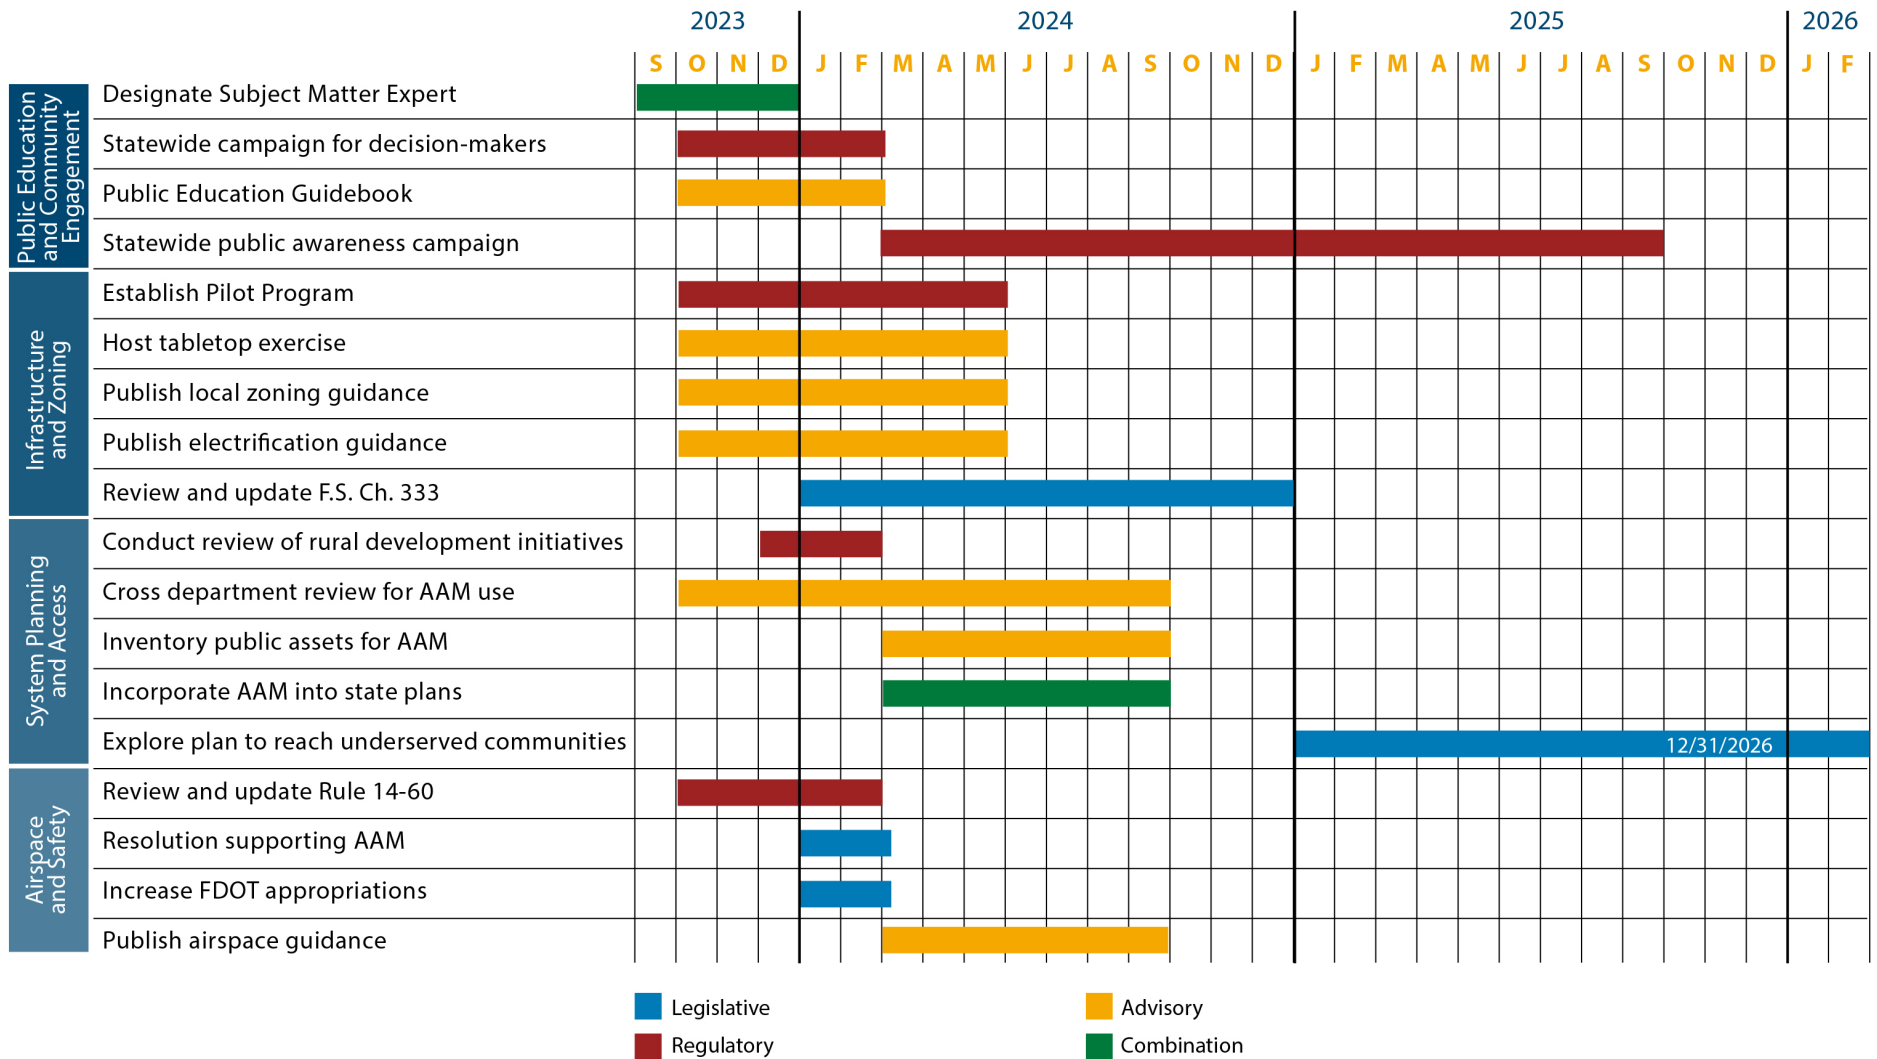 2023 2024 2025 2026
S O N D J F M A M J J A S O N D J F M A M J J A S O N D J F
Public Education
and Community
Engagement
Designate Subject Matter Expert
Statewide campaign for decision-makers
Public Education Guidebook
Statewide public awareness campaign
Infrastructure
and Zoning
Establish Pilot Program
Host tabletop exercise
Publish local zoning guidance
Publish electrification guidance
Review and update F.S. Ch. 333
System Planning
and Access
Conduct review of rural development initiatives
Cross department review for AAM use
Inventory public assets for AAM
Incorporate AAM into state plans
Explore plan to reach underserved communities
12/31/2026
Airspace
and Safety
Review and update Rule 14-60
Resolution supporting AAM
Increase FDOT appropriations
Publish airspace guidance
Legislative
Regulatory
Advisory
Combination